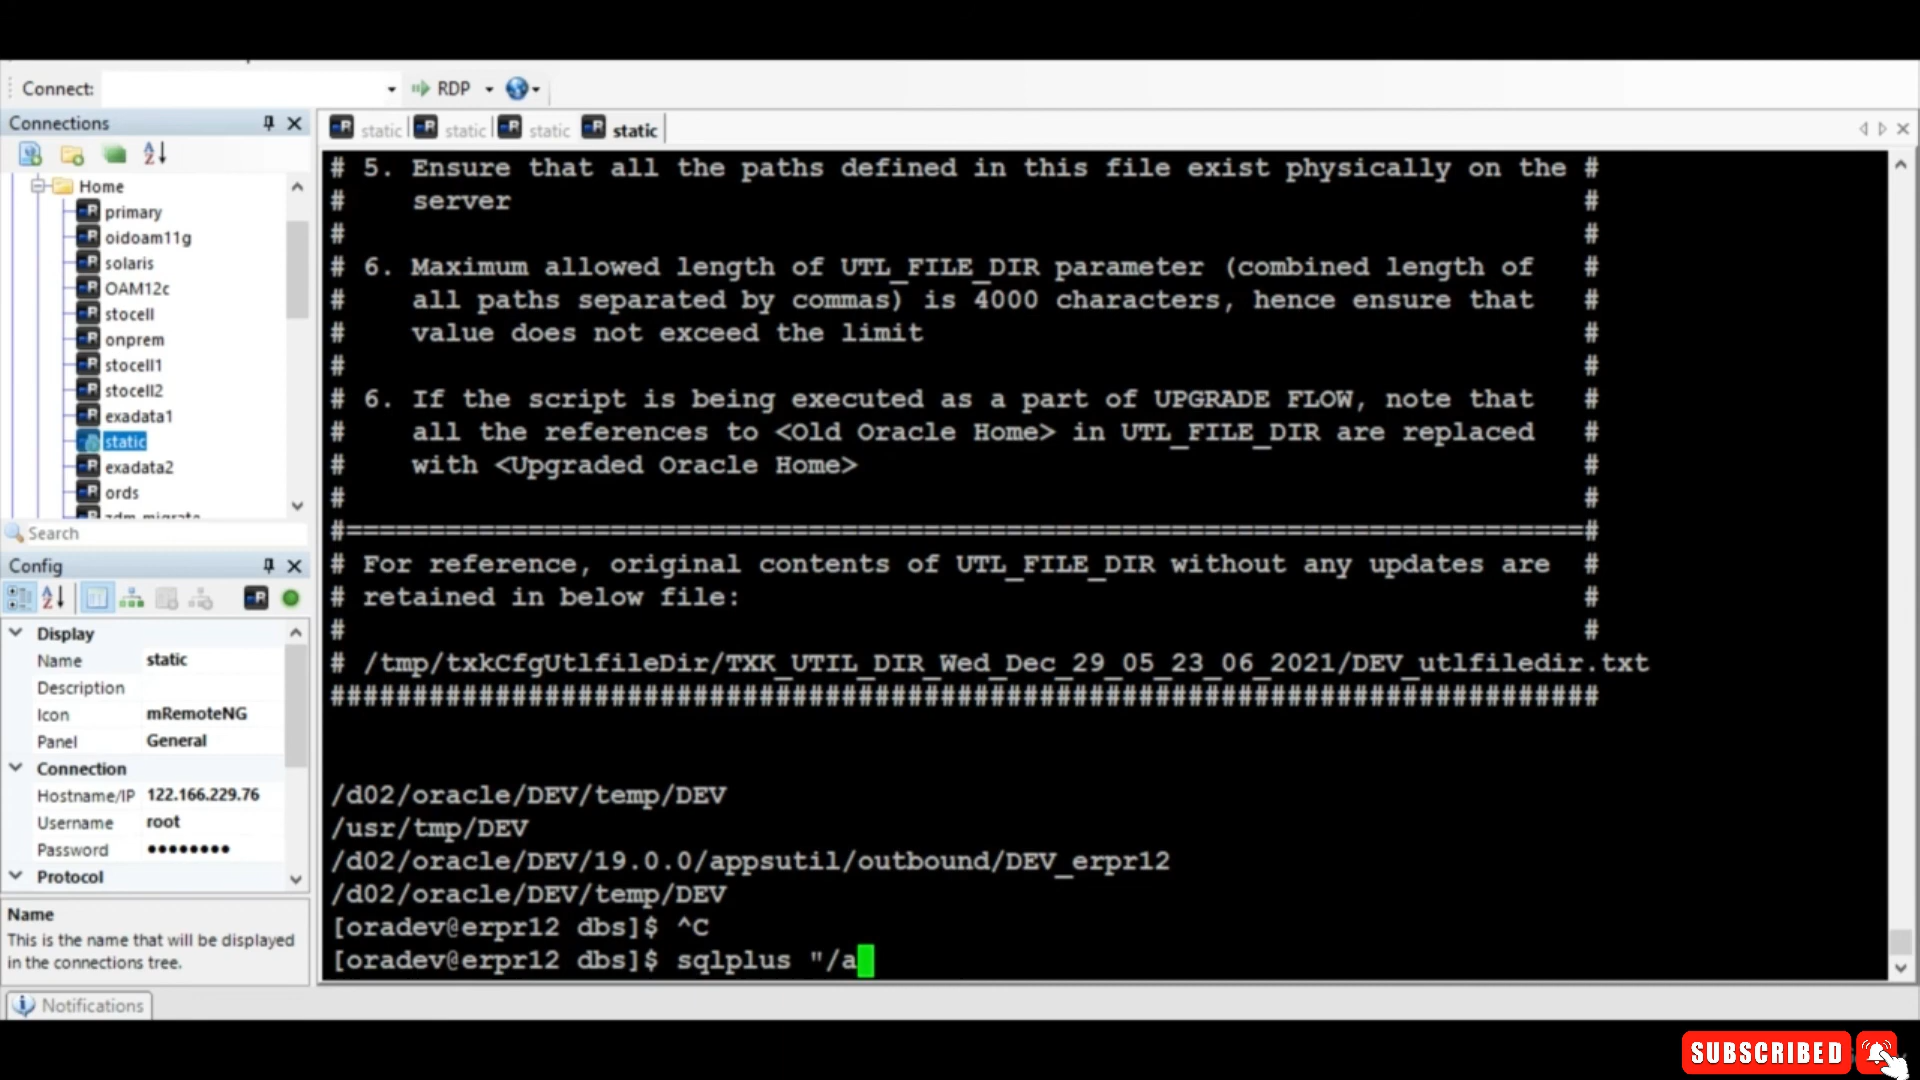 Connect:
RDP
Connections
static
static
static
static
Home
primary
oidoam11g
solaris
OAM12c
stocell
onprem
stocell1
stocell2
exadata1
static
exadata2
ords
zdm_migrate
Search
Config
Display
Name static
Description
Icon mRemoteNG
Panel General
Connection
Hostname/IP 122.166.229.76
Username root
Password ●●●●●●●●
Protocol
Name
This is the name that will be displayed
in the connections tree.
Notifications
# 5. Ensure that all the paths defined in this file exist physically on the #
# server #
# #
# 6. Maximum allowed length of UTL_FILE_DIR parameter (combined length of #
# all paths separated by commas) is 4000 characters, hence ensure that #
# value does not exceed the limit #
# #
# 6. If the script is being executed as a part of UPGRADE FLOW, note that #
# all the references to <Old Oracle Home> in UTL_FILE_DIR are replaced #
# with <Upgraded Oracle Home> #
# #
#===========================================================================#
# For reference, original contents of UTL_FILE_DIR without any updates are #
# retained in below file: #
# #
# /tmp/txkCfgUtlfileDir/TXK_UTIL_DIR_Wed_Dec_29_05_23_06_2021/DEV_utlfiledir.txt
#############################################################################
/d02/oracle/DEV/temp/DEV
/usr/tmp/DEV
/d02/oracle/DEV/19.0.0/appsutil/outbound/DEV_erpr12
/d02/oracle/DEV/temp/DEV
[oradev@erpr12 dbs]$ ^C
[oradev@erpr12 dbs]$ sqlplus "/a
SUBSCRIBED